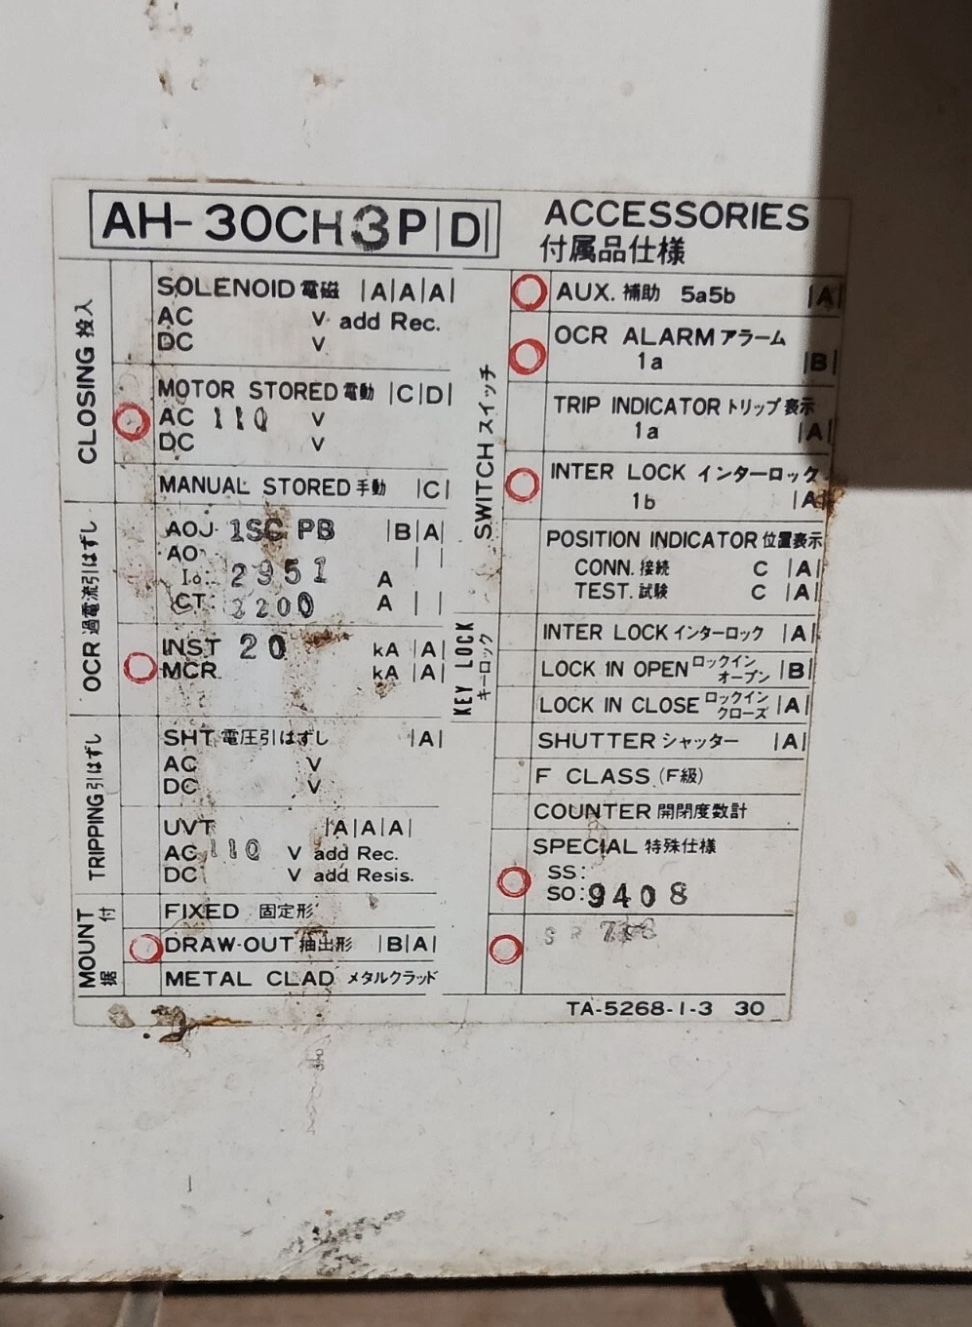 AH-30CH3P|D|
ACCESSORIES
付属品仕様
CLOSING 投入
SOLENOID 電磁 |A|A|A|
AC V add Rec.
DC V
MOTOR STORED 電動 |C|D|
AC 110 V
DC V
MANUAL STORED 手動 |C|
OCR 過電流引はずし
AOJ 1SC PB |B|A|
AO
Io: 2951 A
CT: 3200 A | |
INST 20 kA |A|
MCR kA |A|
TRIPPING 引はずし
SHT 電圧引はずし |A|
AC V
DC V
UVT |A|A|A|
AC 110 V add Rec.
DC V add Resis.
MOUNT 据付
FIXED 固定形
DRAW-OUT 抽出形 |B|A|
METAL CLAD メタルクラッド
SWITCH スイッチ
AUX. 補助 5a5b |A|
OCR ALARM アラーム
1a |B|
TRIP INDICATOR トリップ表示
1a |A|
INTER LOCK インターロック
1b |A|
POSITION INDICATOR 位置表示
CONN. 接続 C |A|
TEST. 試験 C |A|
KEY LOCK
キーロック
INTER LOCK インターロック |A|
LOCK IN OPEN ロックインオープン |B|
LOCK IN CLOSE ロックインクローズ |A|
SHUTTER シャッター |A|
F CLASS (F級)
COUNTER 開閉度数計
SPECIAL 特殊仕様
SS:
SO: 9408
TA-5268-1-3 30